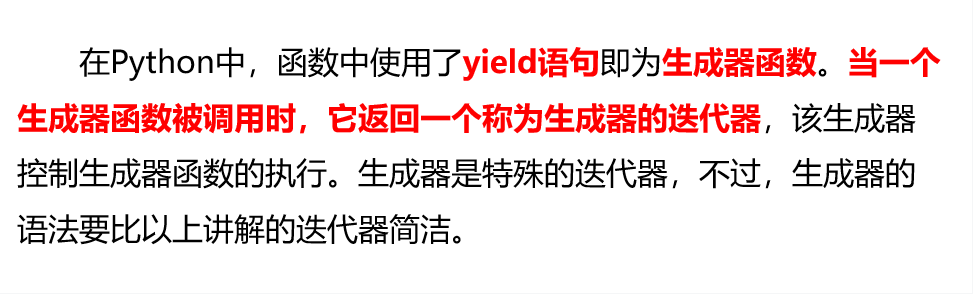 在Python中，函数中使用了yield语句即为生成器函数。当一个
生成器函数被调用时，它返回一个称为生成器的迭代器，该生成器
控制生成器函数的执行。生成器是特殊的迭代器，不过，生成器的
语法要比以上讲解的迭代器简洁。